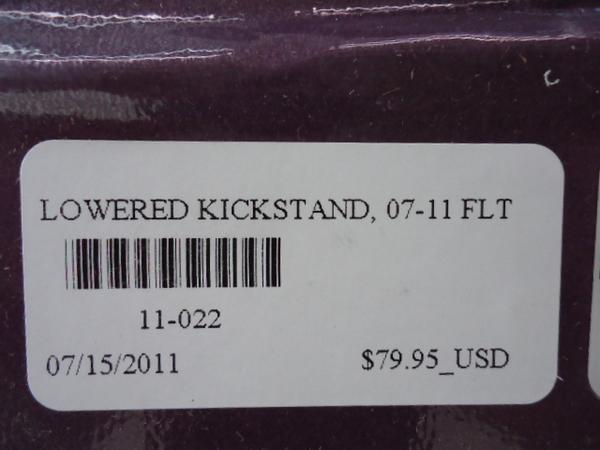 LOWERED KICKSTAND, 07-11 FLT
11-022
07/15/2011 $79.95_USD